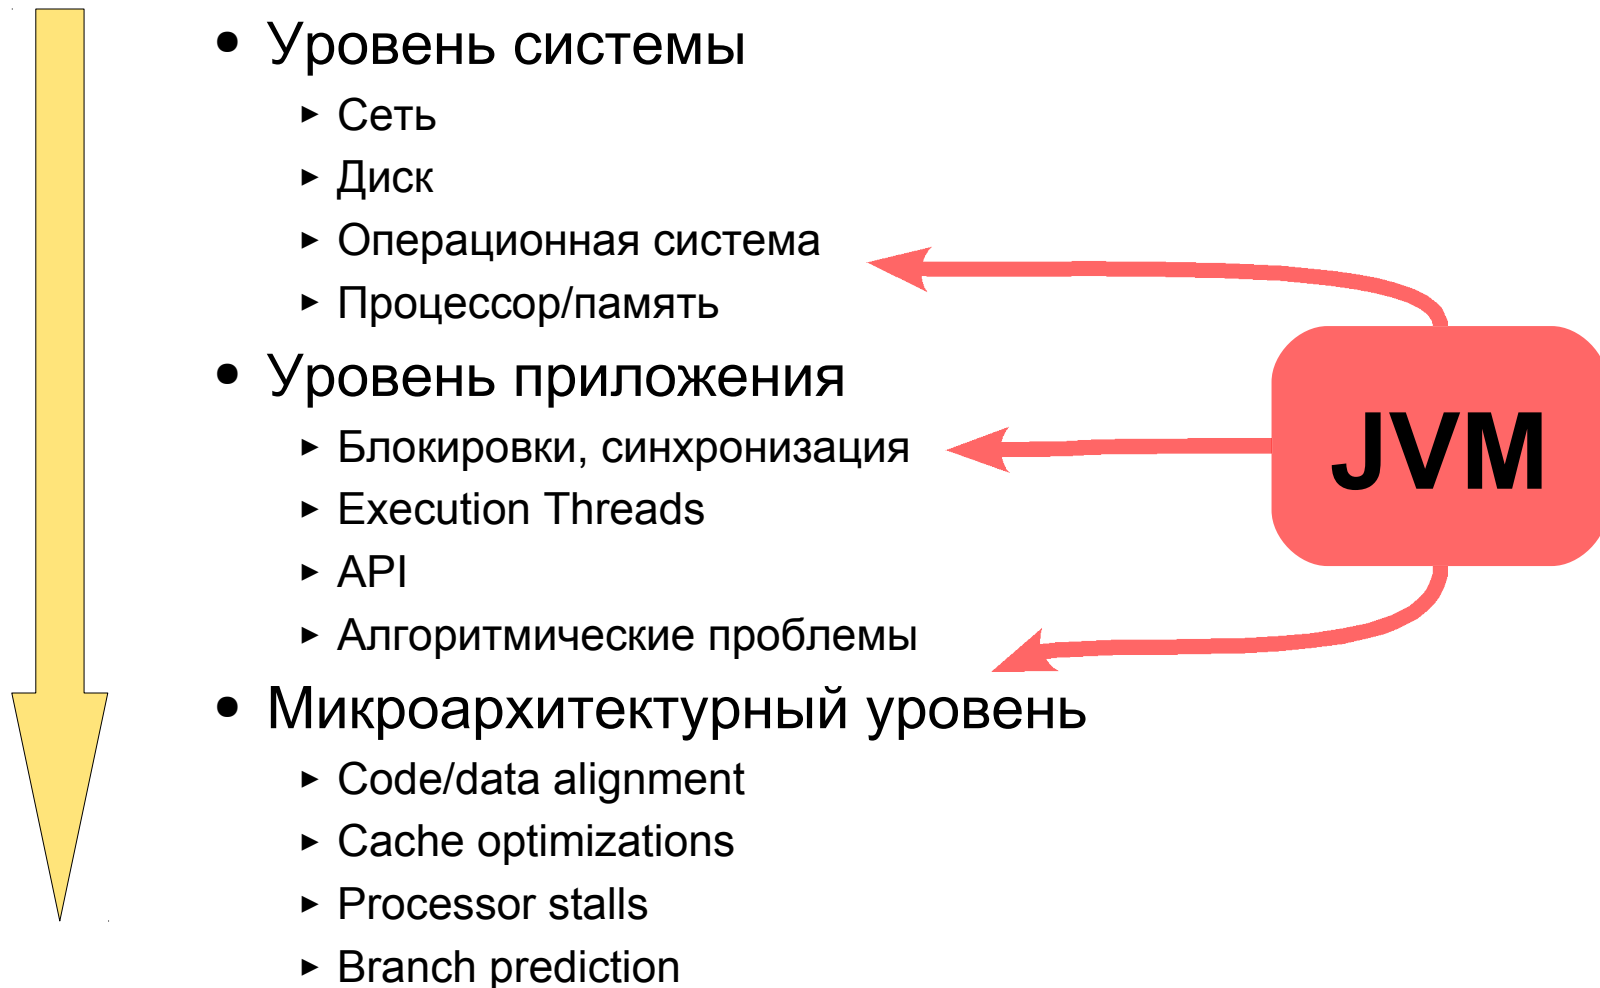 • Уровень системы
► Сеть
► Диск
► Операционная система
► Процессор/память
• Уровень приложения
► Блокировки, синхронизация
► Execution Threads
► API
► Алгоритмические проблемы
• Микроархитектурный уровень
► Code/data alignment
► Cache optimizations
► Processor stalls
► Branch prediction
JVM